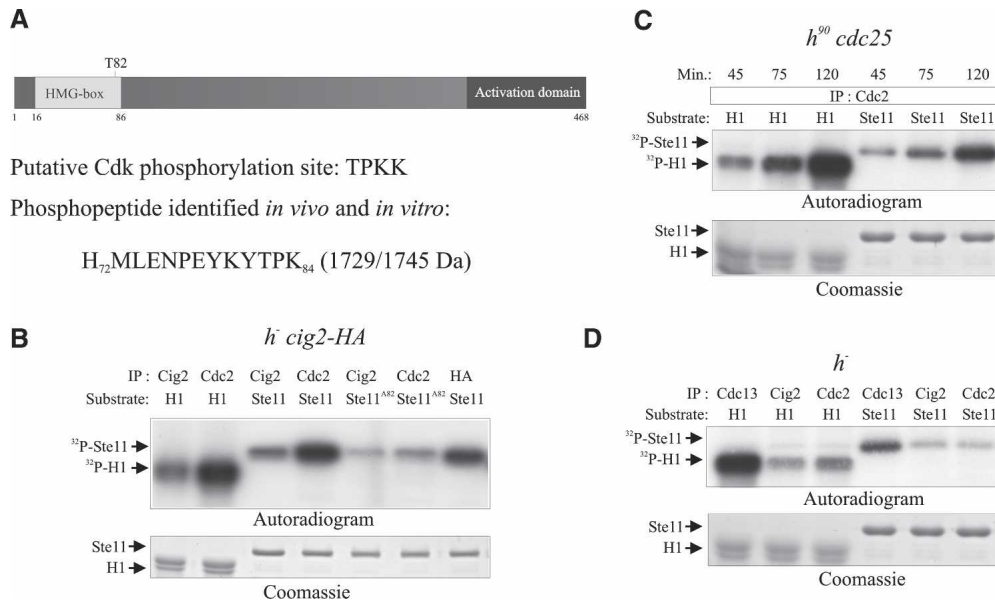 A
T82
HMG-box
Activation domain
1 16 86 468
Putative Cdk phosphorylation site: TPKK
Phosphopeptide identified in vivo and in vitro:
H72MLENPEYKYTPK84 (1729/1745 Da)
B
h- cig2-HA
IP : Cig2 Cdc2 Cig2 Cdc2 Cig2 Cdc2 HA
Substrate: H1 H1 Ste11 Ste11 Ste11A82 Ste11A82 Ste11
32P-Ste11
32P-H1
Autoradiogram
Ste11
H1
Coomassie
C
h90 cdc25
Min.: 45 75 120 45 75 120
IP : Cdc2
Substrate: H1 H1 H1 Ste11 Ste11 Ste11
32P-Ste11
32P-H1
Autoradiogram
Ste11
H1
Coomassie
D
h-
IP : Cdc13 Cig2 Cdc2 Cdc13 Cig2 Cdc2
Substrate: H1 H1 H1 Ste11 Ste11 Ste11
32P-Ste11
32P-H1
Autoradiogram
Ste11
H1
Coomassie